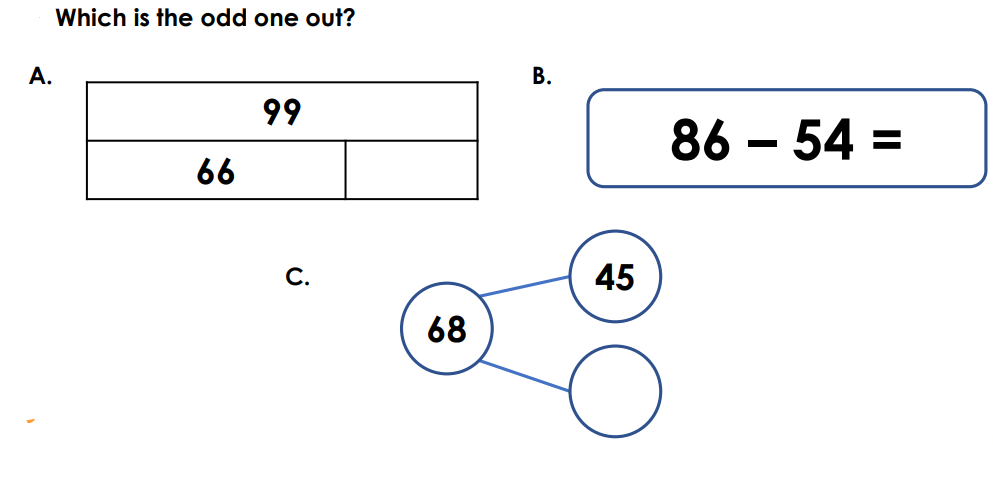 Which is the odd one out?
A.
99
66
B.
86 – 54 =
C.
45
68